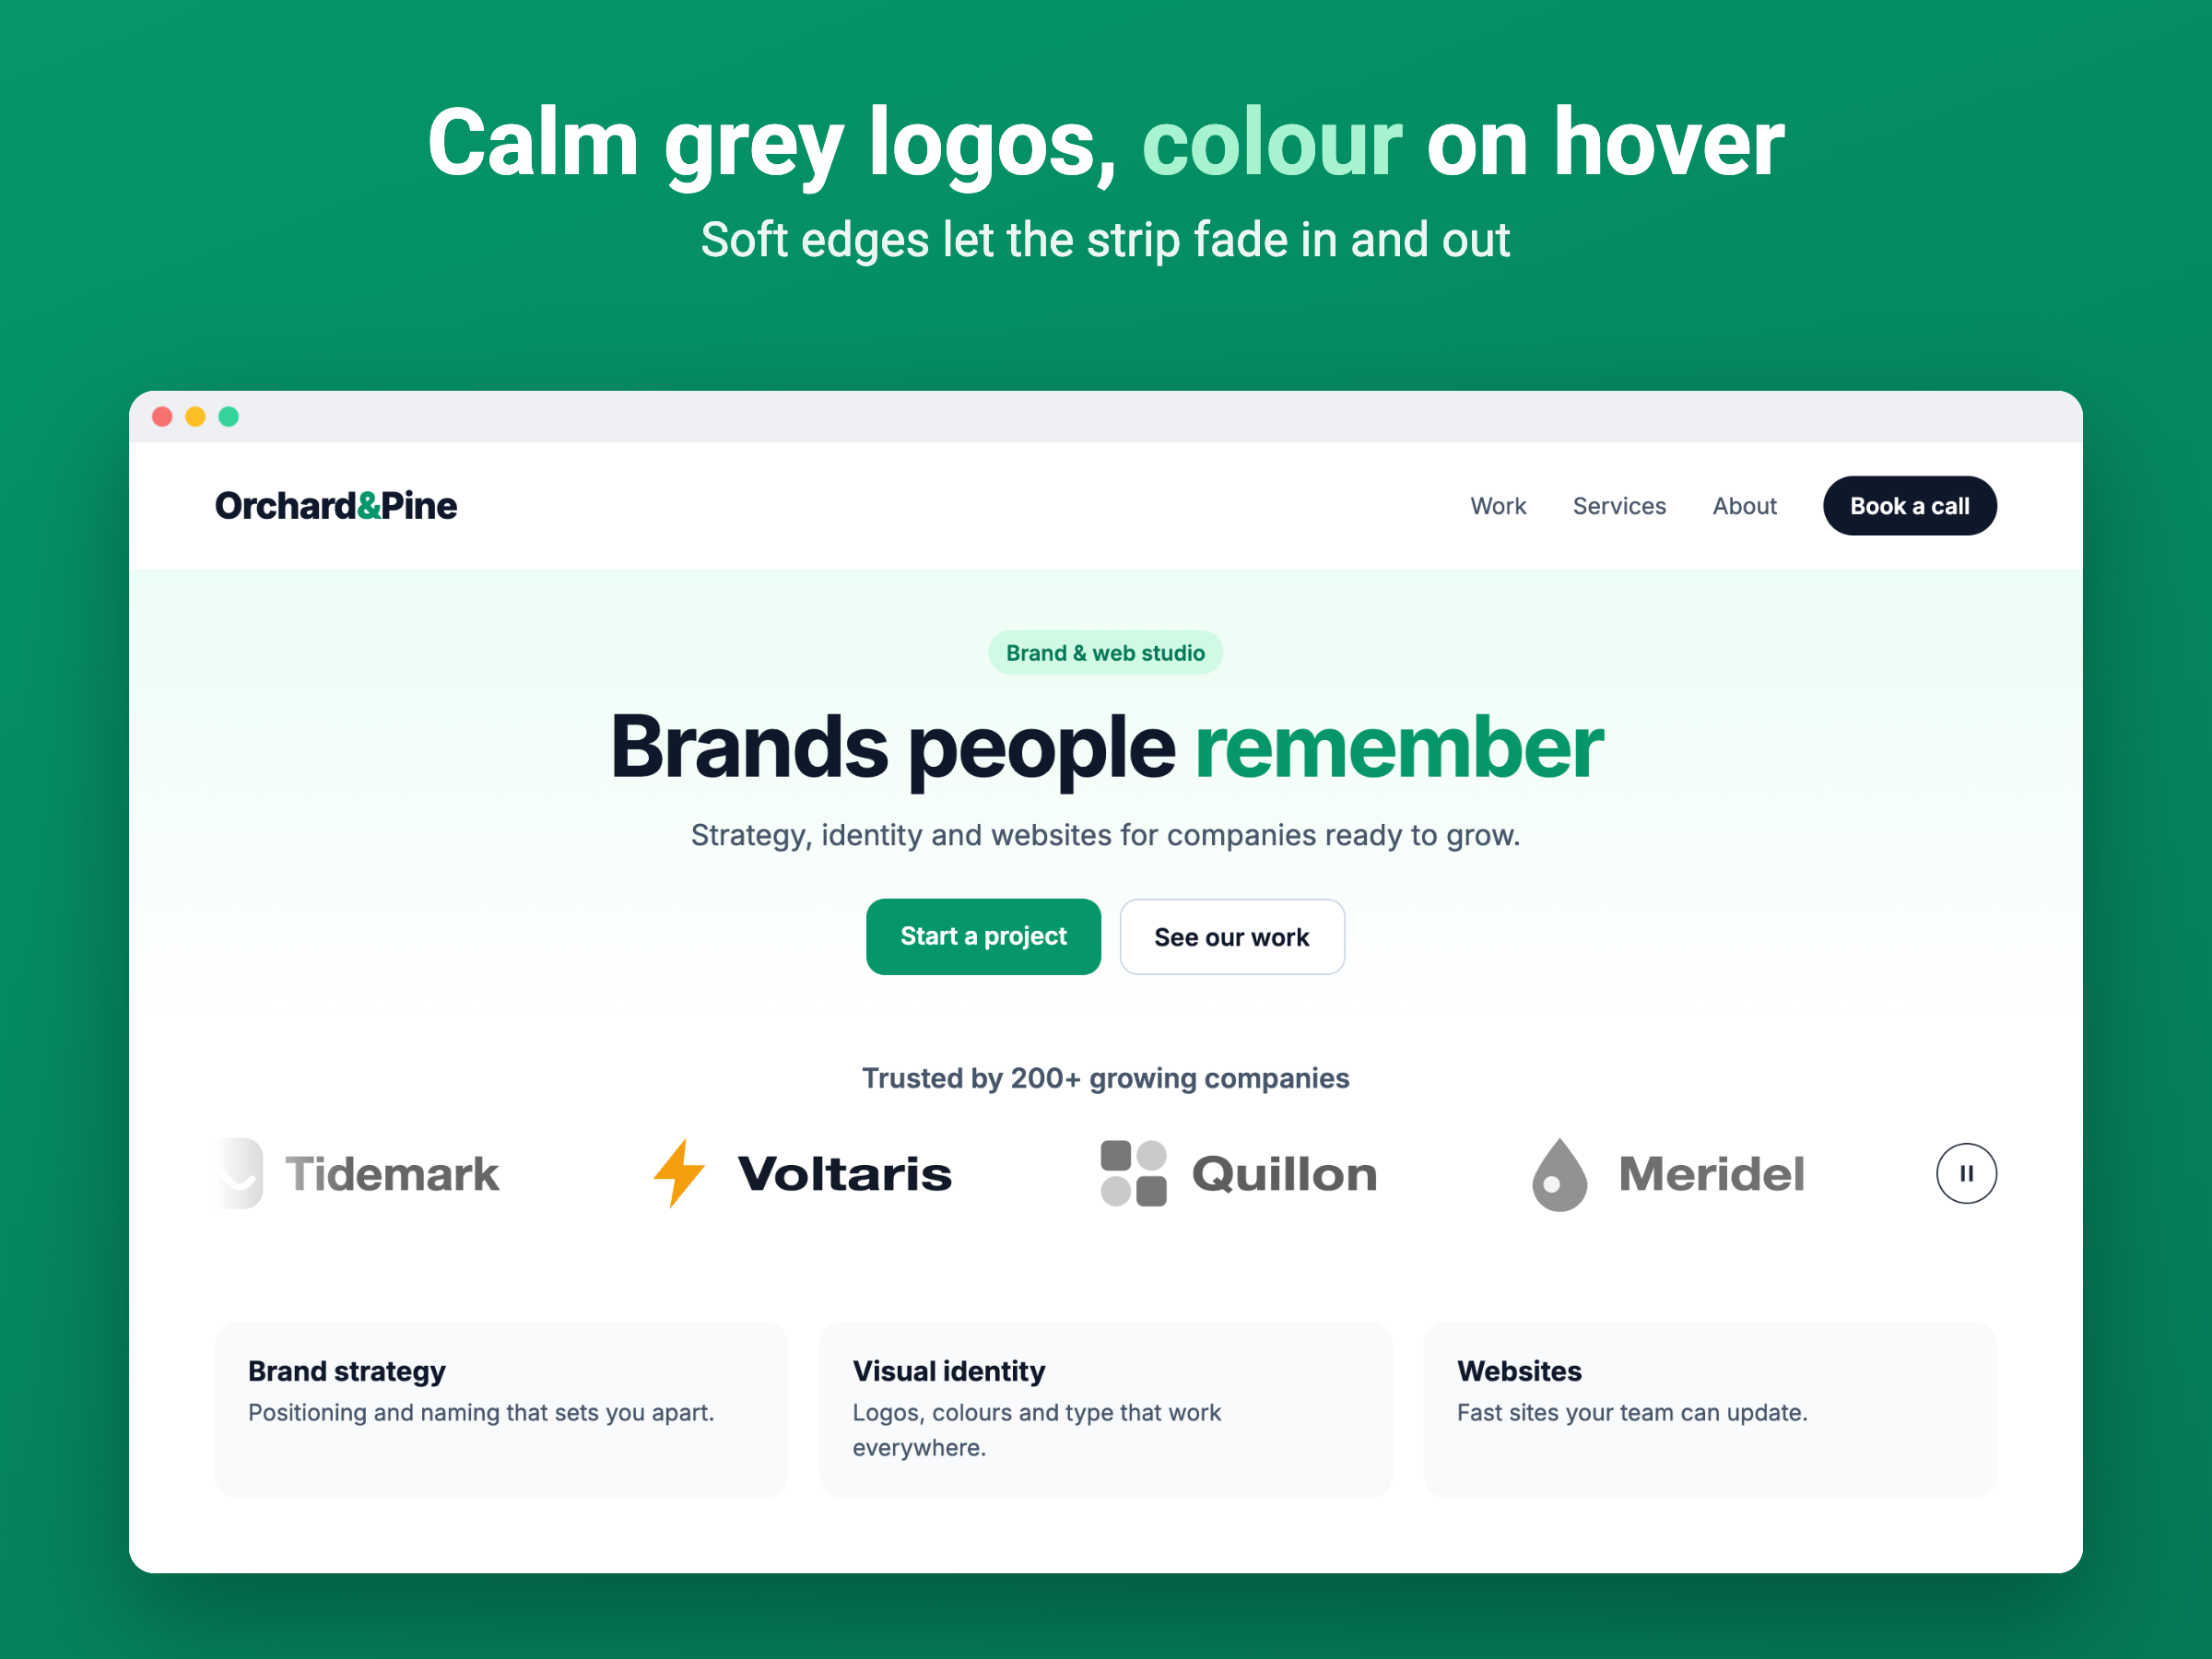 Calm grey logos, colour on hover
Soft edges let the strip fade in and out
Orchard&Pine
Work
Services
About
Book a call
Brand & web studio
Brands people remember
Strategy, identity and websites for companies ready to grow.
Start a project
See our work
Trusted by 200+ growing companies
Tidemark
Voltaris
Quillon
Meridel
Brand strategy
Positioning and naming that sets you apart.
Visual identity
Logos, colours and type that work
everywhere.
Websites
Fast sites your team can update.